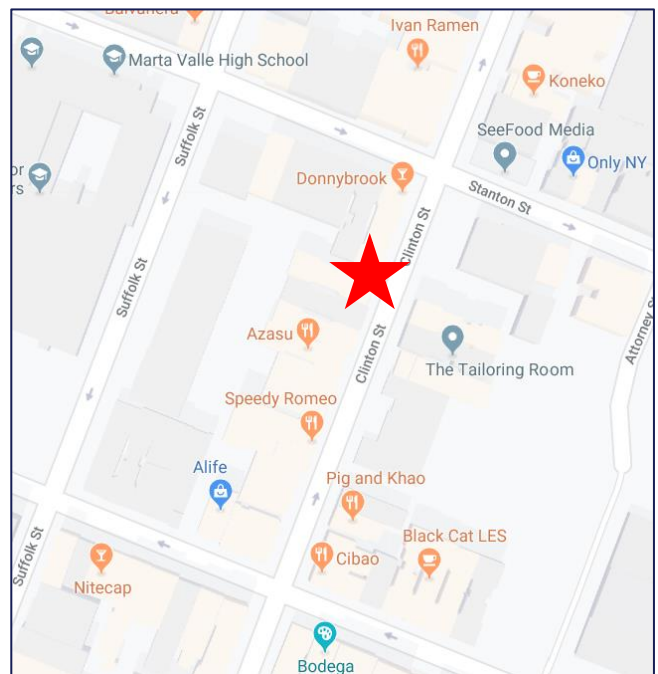 Ivan Ramen
Marta Valle High School
Koneko
SeeFood Media
Only NY
Suffolk St
Donnybrook
Stanton St
Clinton St
Suffolk St
Azasu
Clinton St
The Tailoring Room
Attorney St
Speedy Romeo
Alife
Pig and Khao
Black Cat LES
Cibao
Suffolk St
Nitecap
Bodega